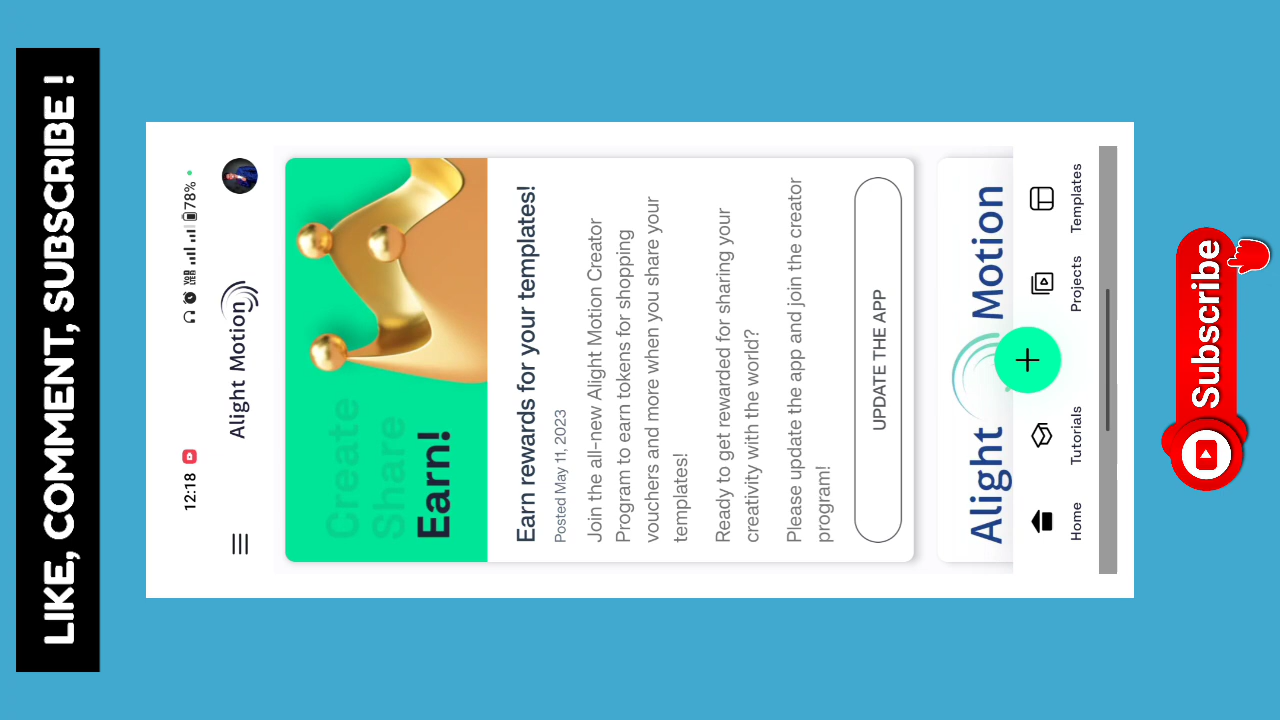 LIKE, COMMENT, SUBSCRIBE !
12:18
VoD
LTE
78%
Alight Motion
Create
Share
Earn!
Earn rewards for your templates!
Posted May 11, 2023
Join the all-new Alight Motion Creator
Program to earn tokens for shopping
vouchers and more when you share your
templates!
Ready to get rewarded for sharing your
creativity with the world?
Please update the app and join the creator
program!
UPDATE THE APP
Alight Motion
Home
Tutorials
Projects
Templates
Subscribe